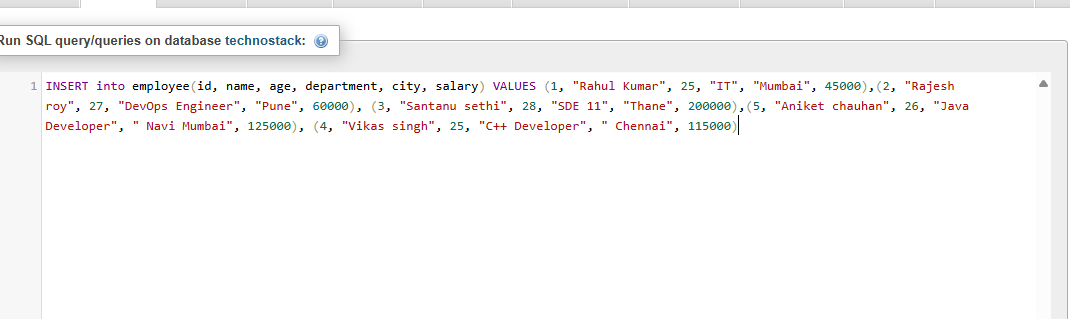 Run SQL query/queries on database technostack:
1 INSERT into employee(id, name, age, department, city, salary) VALUES (1, "Rahul Kumar", 25, "IT", "Mumbai", 45000),(2, "Rajesh
roy", 27, "DevOps Engineer", "Pune", 60000), (3, "Santanu sethi", 28, "SDE 11", "Thane", 200000),(5, "Aniket chauhan", 26, "Java
Developer", " Navi Mumbai", 125000), (4, "Vikas singh", 25, "C++ Developer", " Chennai", 115000)